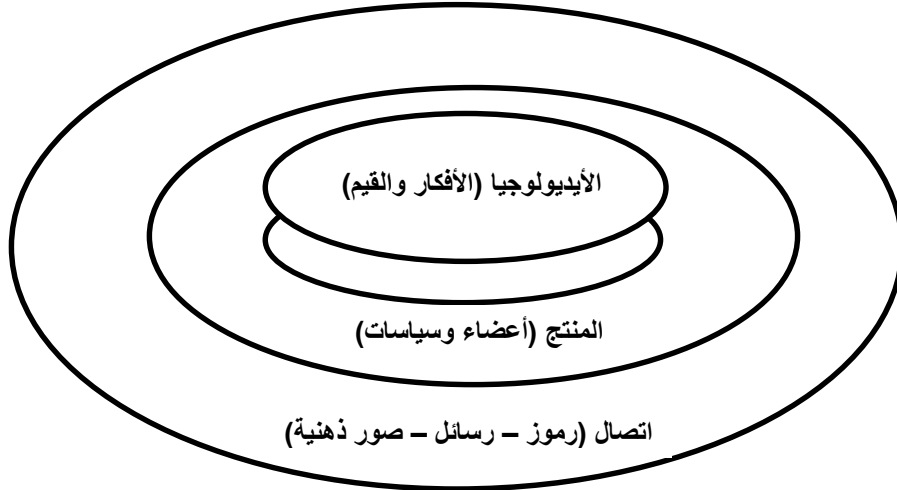 الأيديولوجيا (الأفكار والقيم)
المنتج (أعضاء وسياسات)
اتصال (رموز – رسائل – صور ذهنية)